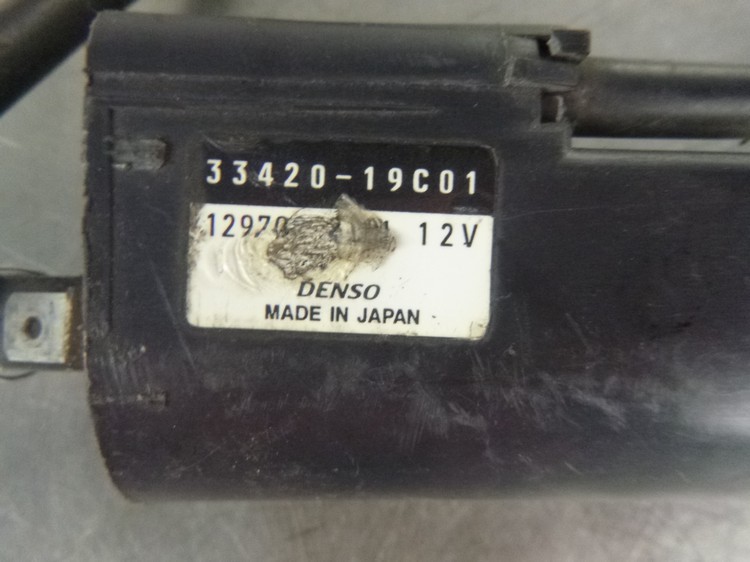 33420-19C01
12V
DENSO
MADE IN JAPAN